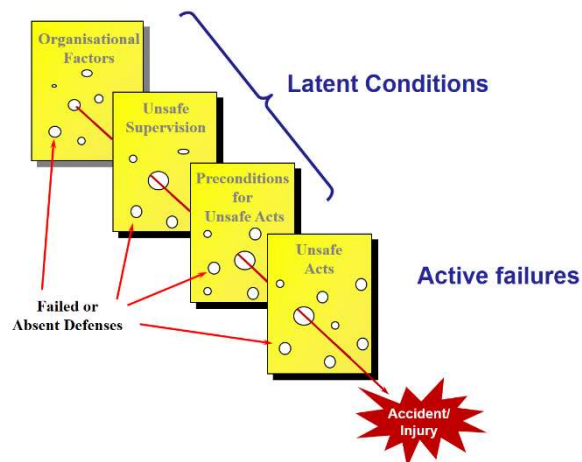 Organisational
Factors
Latent Conditions
Unsafe
Supervision
Preconditions
for
Unsafe Acts
Unsafe
Acts
Active failures
Failed or
Absent Defenses
Accident/
Injury